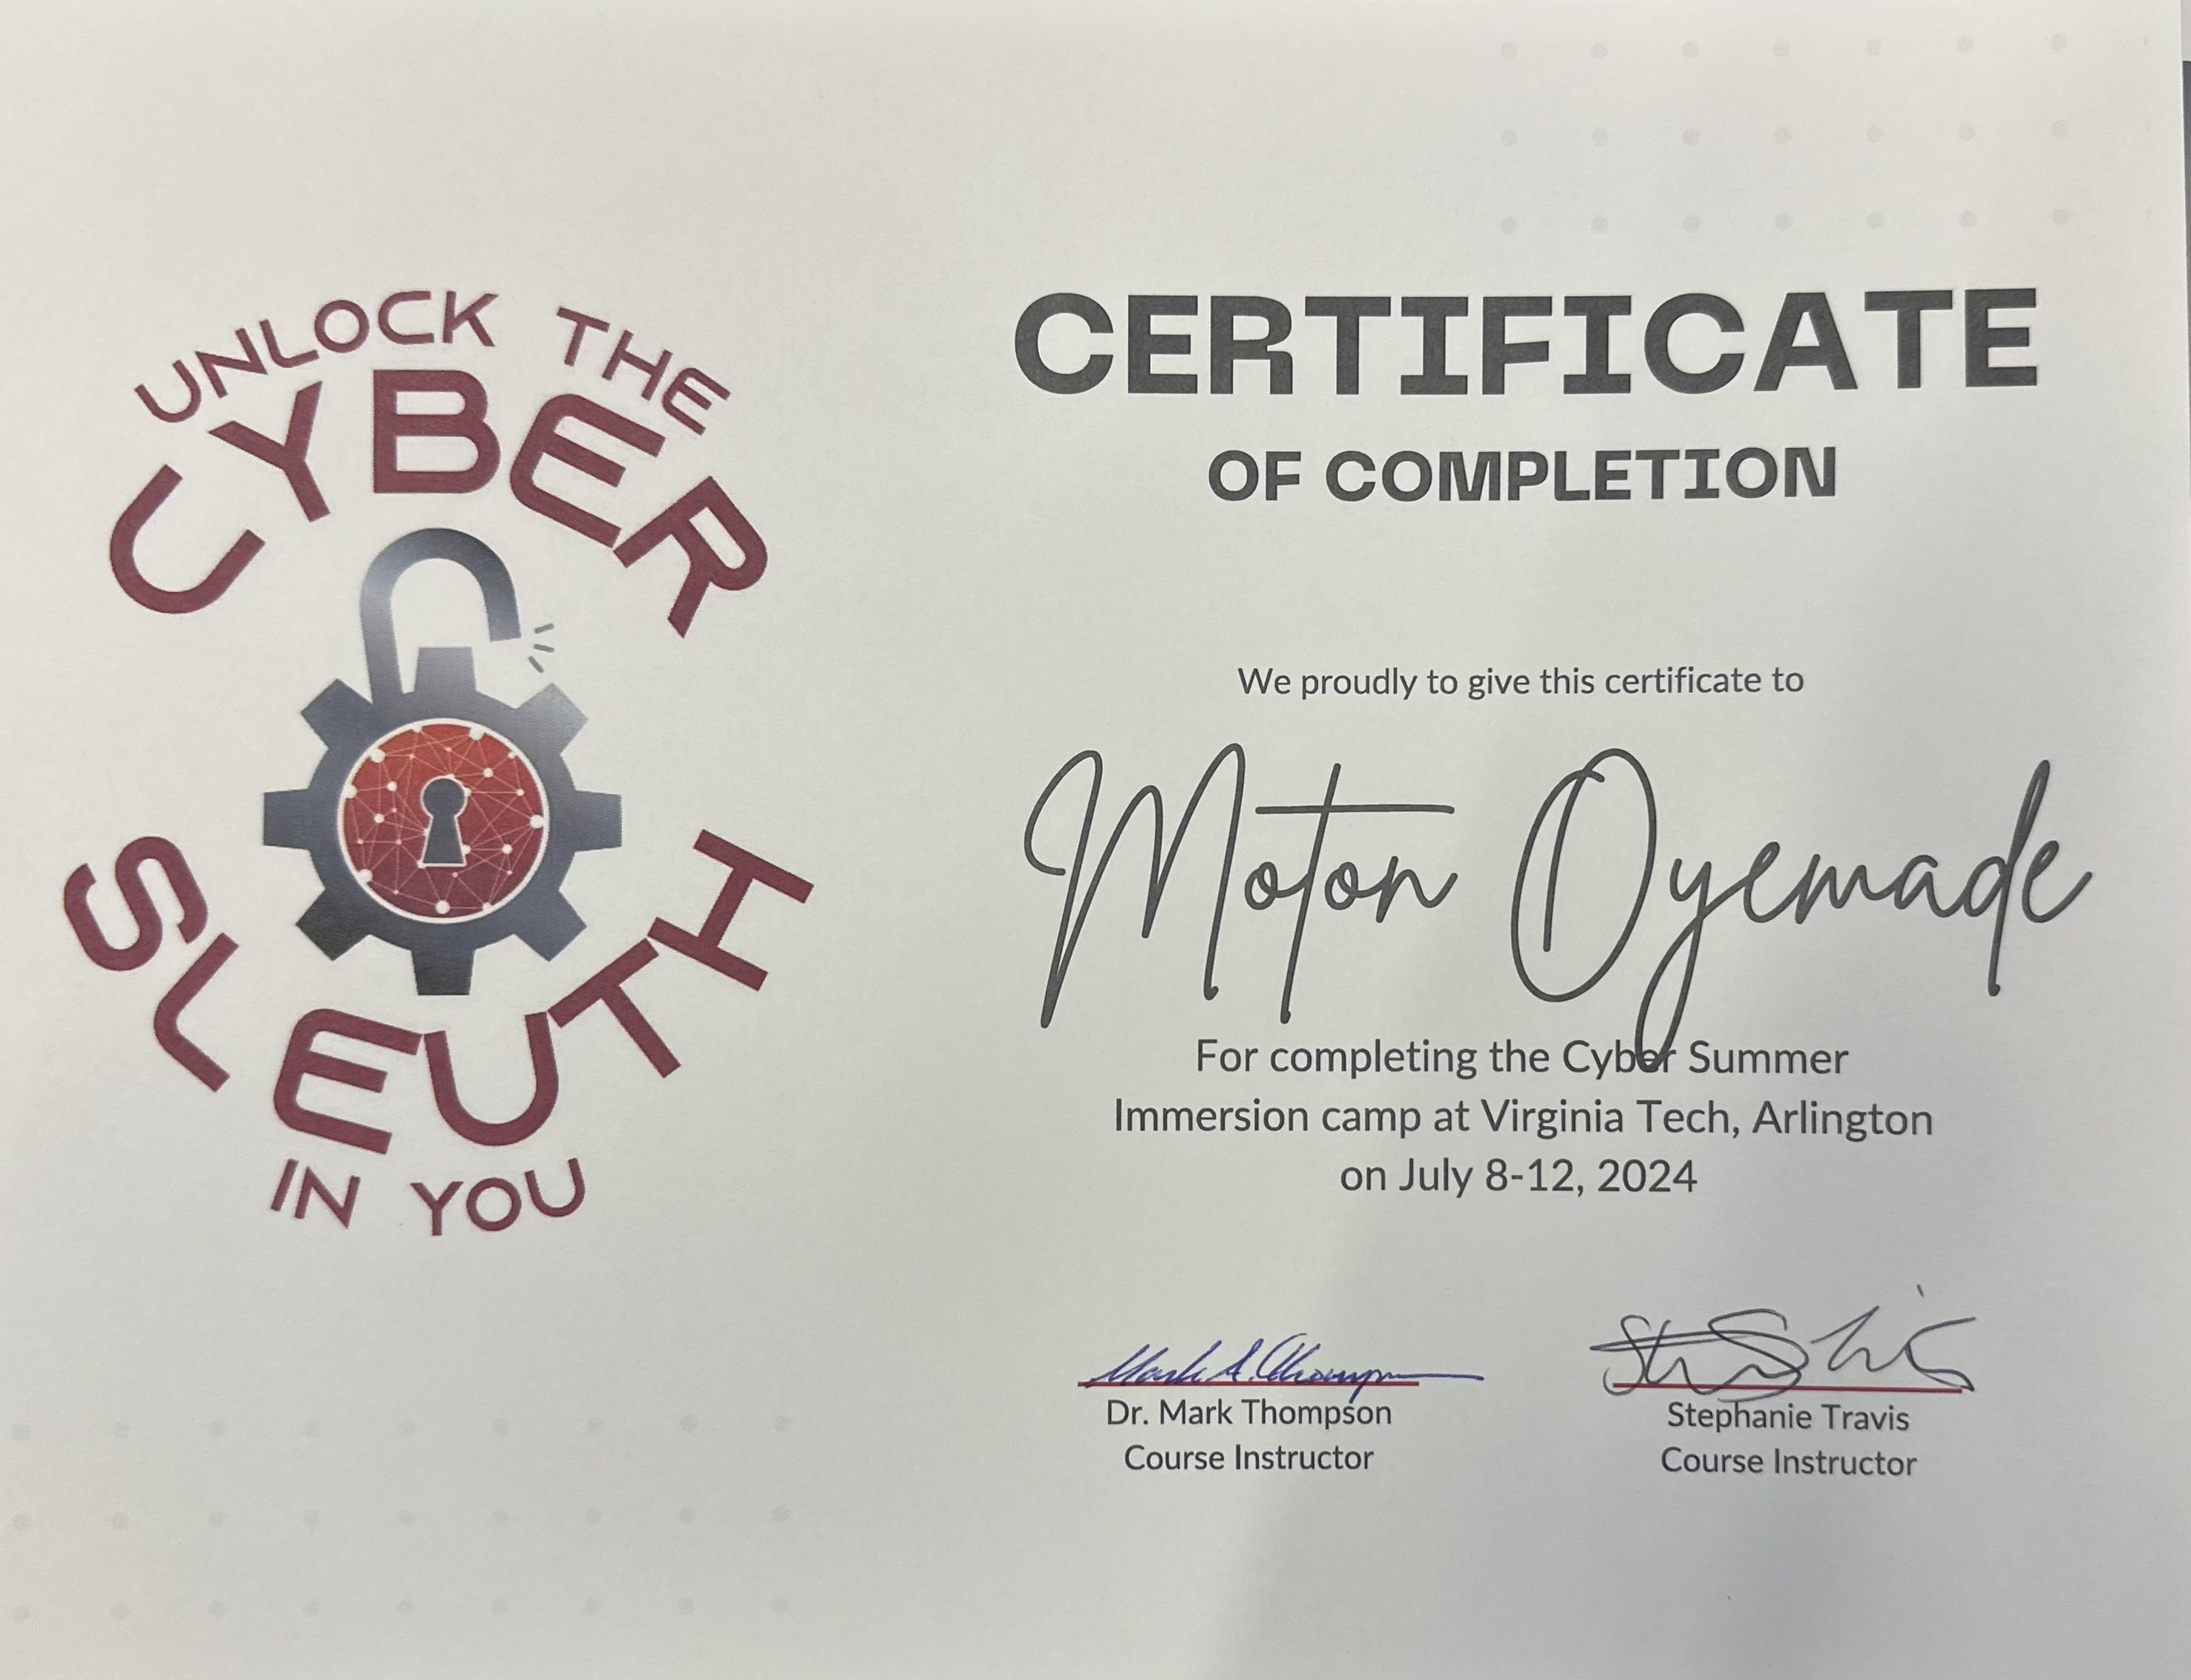 UNLOCK THE
CYBER
SLEUTH
IN YOU
CERTIFICATE
OF COMPLETION
We proudly to give this certificate to
Moton Oyemade
For completing the Cyber Summer
Immersion camp at Virginia Tech, Arlington
on July 8-12, 2024
Mark A. Thompson
Dr. Mark Thompson
Course Instructor
Stephanie Travis
Course Instructor